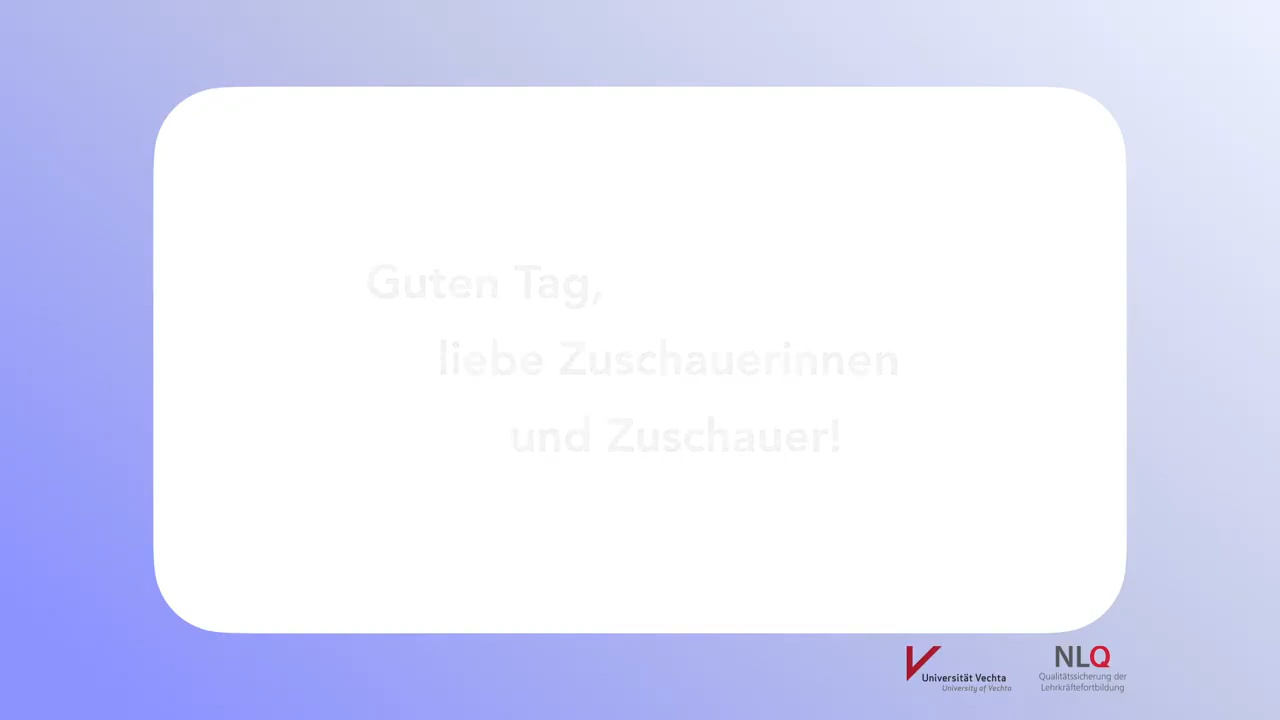 Guten Tag,
liebe Zuschauerinnen
und Zuschauer!
Universität Vechta
University of Vechta
NLQ
Qualitätssicherung der
Lehrkräftefortbildung